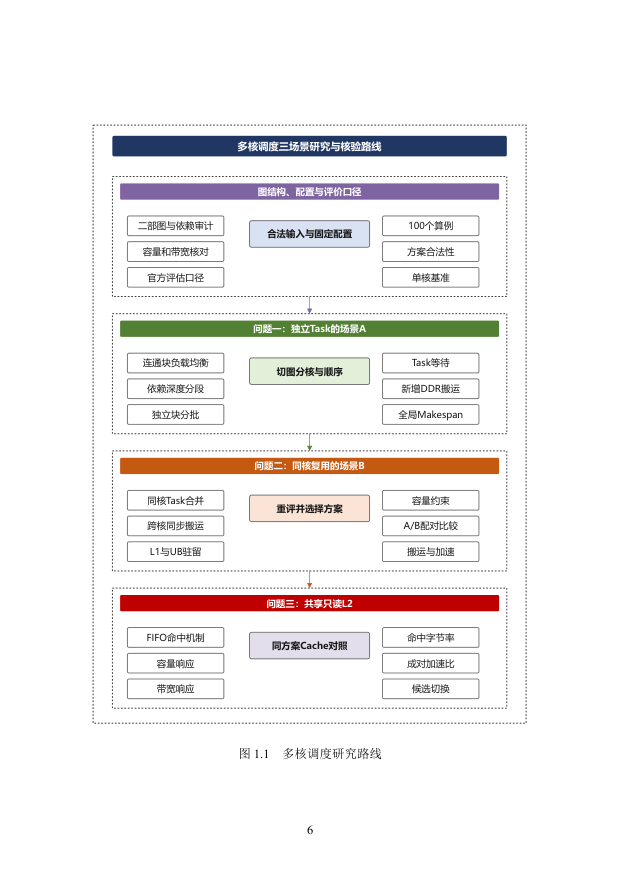 多核调度三场景研究与核验路线
图结构、配置与评价口径
二部图与依赖审计
容量和带宽核对
官方评估口径
合法输入与固定配置
100个算例
方案合法性
单核基准
问题一：独立Task的场景A
连通块负载均衡
依赖深度分段
独立块分批
切图分核与顺序
Task等待
新增DDR搬运
全局Makespan
问题二：同核复用的场景B
同核Task合并
跨核同步搬运
L1与UB驻留
重评并选择方案
容量约束
A/B配对比较
搬运与加速
问题三：共享只读L2
FIFO命中机制
容量响应
带宽响应
同方案Cache对照
命中字节率
成对加速比
候选切换
图 1.1 多核调度研究路线
6